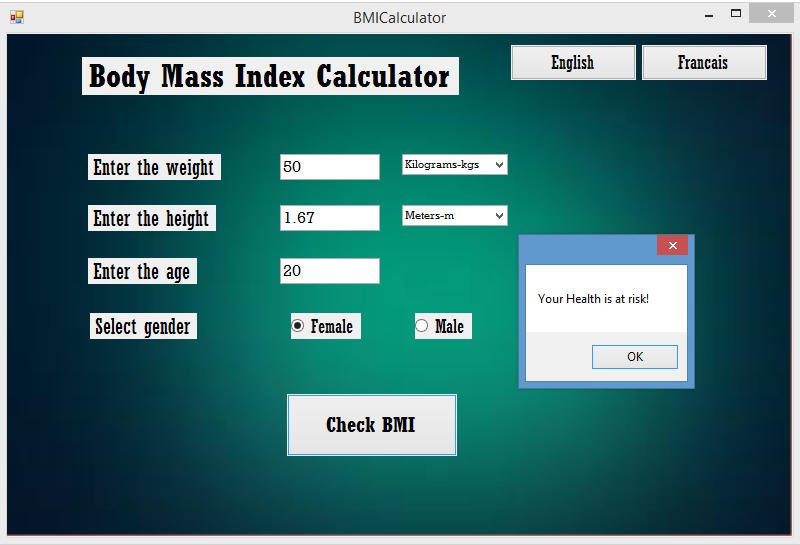 BMICalculator
English
Francais
Body Mass Index Calculator
Enter the weight
50
Kilograms-kgs
Enter the height
1.67
Meters-m
Enter the age
20
Your Health is at risk!
OK
Select gender
Female
Male
Check BMI